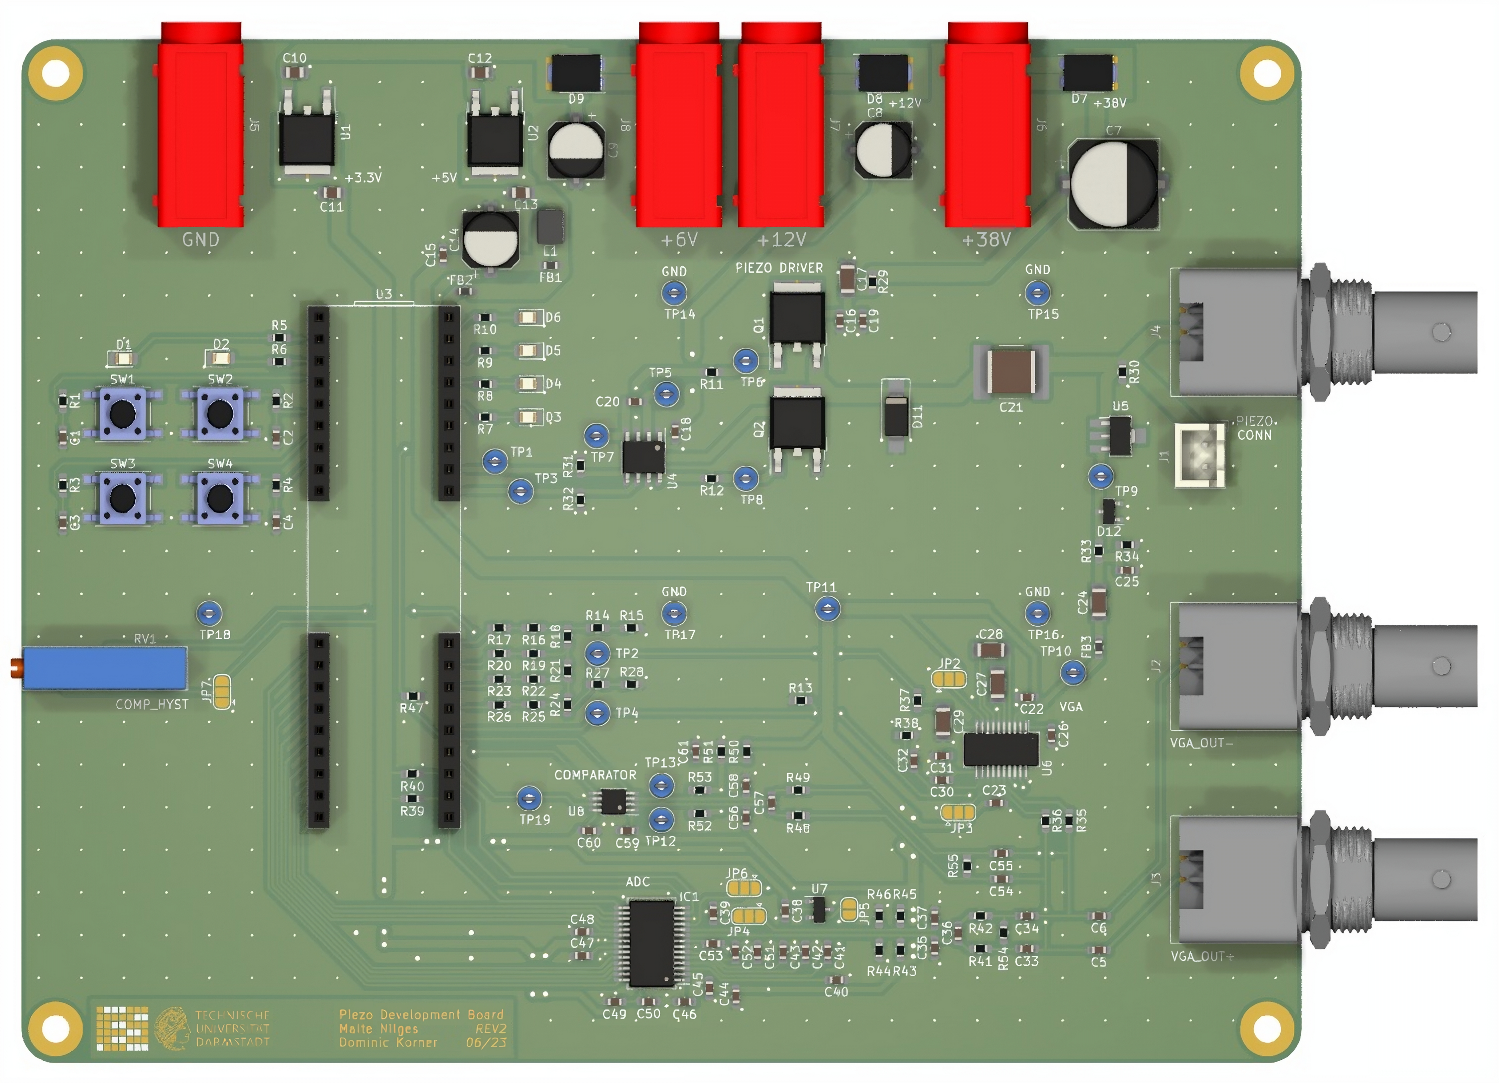 C10
C12
D9
D8
+12V
D7
+38V
J5
U1
U2
C9
J8
J7
C8
J6
C7
+3.3V
+5V
C11
C13
GND
+6V
+12V
+38V
C15
C14
L1
FB1
FB2
GND
TP14
PIEZO DRIVER
C17
R29
GND
TP15
J4
U3
R5
R6
R10
D6
Q1
C16
C19
D1
D2
R9
D5
TP5
R11
TP6
R30
SW1
SW2
R8
D4
C20
C21
R1
R2
R7
D3
C18
D11
U5
PIEZO
CONN
C1
C2
TP7
Q2
J1
SW3
SW4
TP1
R31
U4
TP3
R12
TP8
TP9
R3
R4
R32
D12
C3
C4
R33
R34
C25
TP18
GND
TP17
TP11
GND
TP16
C24
RV1
R17
R16
R18
R14
R15
C28
TP10
FB3
J2
R20
R19
R21
TP2
JP2
JP7
R23
R22
R27
R28
C27
COMP_HYST
R47
R26
R25
R24
TP4
R13
R37
C22
VGA
C29
R38
C26
VGA_OUT-
C61
R51
R50
C32
C31
U6
COMPARATOR
TP13
R40
R53
C58
R49
C30
R39
TP19
U8
C57
C23
C60
C59
TP12
R52
C56
R48
JP3
R36
R35
C55
R55
C54
J3
ADC
IC1
JP6
U7
R46
R45
C48
C39
JP4
C38
JP5
C37
R42
C34
C6
C47
C53
C52
C51
C43
C42
C41
R44
R43
C35
C36
R41
R54
C33
C5
VGA_OUT+
C49
C50
C46
C45
C44
C40
TECHNISCHE
UNIVERSITÄT
DARMSTADT
Piezo Development Board
Malte Nilges REV2
Dominic Korner 06/23